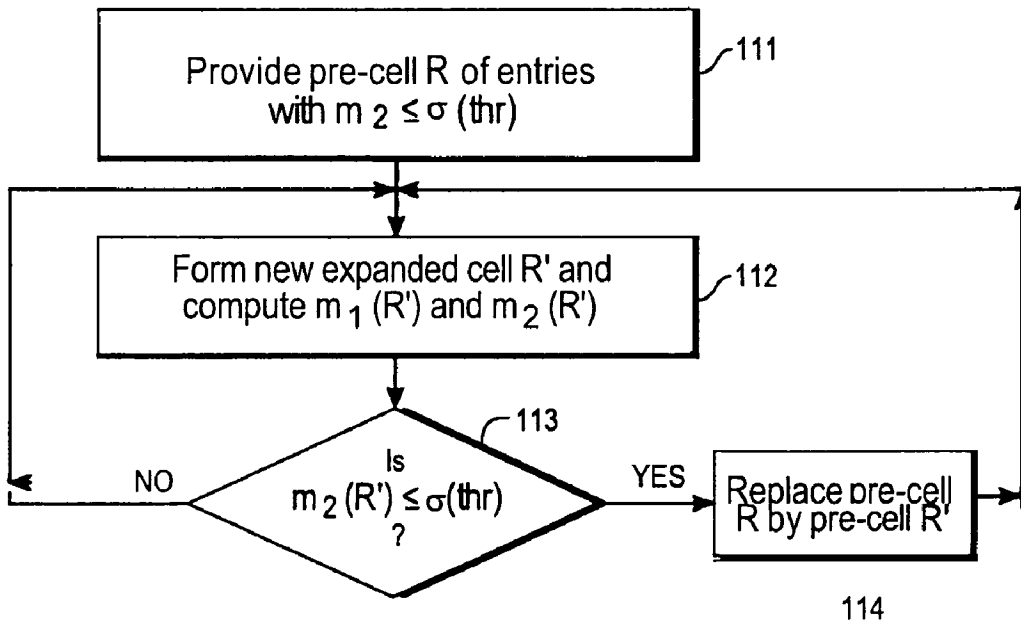 Provide pre-cell R of entries
with m 2 ≤ σ (thr)
111
Form new expanded cell R' and
compute m 1 (R') and m 2 (R')
112
113
Is
m 2 (R') ≤ σ(thr)
?
NO
YES
Replace pre-cell
R by pre-cell R'
114